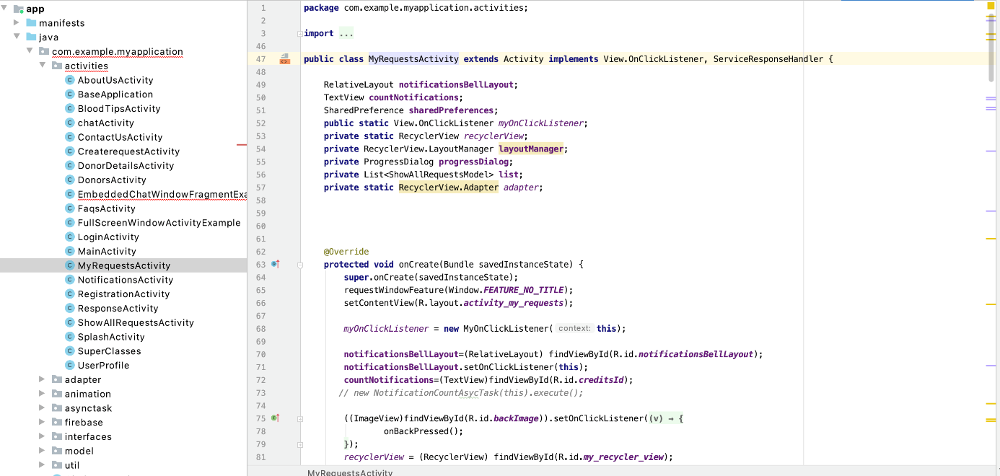 app
manifests
java
com.example.myapplication
activities
AboutUsActivity
BaseApplication
BloodTipsActivity
chatActivity
ContactUsActivity
CreaterequestActivity
DonorDetailsActivity
DonorsActivity
EmbeddedChatWindowFragmentExa
FaqsActivity
FullScreenWindowActivityExample
LoginActivity
MainActivity
MyRequestsActivity
NotificationsActivity
RegistrationActivity
ResponseActivity
ShowAllRequestsActivity
SplashActivity
SuperClasses
UserProfile
adapter
animation
asynctask
firebase
interfaces
model
util
1 package com.example.myapplication.activities;
2
3 import ...
46
47 public class MyRequestsActivity extends Activity implements View.OnClickListener, ServiceResponseHandler {
48
49 RelativeLayout notificationsBellLayout;
50 TextView countNotifications;
51 SharedPreference sharedPreferences;
52 public static View.OnClickListener myOnClickListener;
53 private static RecyclerView recyclerView;
54 private RecyclerView.LayoutManager layoutManager;
55 private ProgressDialog progressDialog;
56 private List<ShowAllRequestsModel> list;
57 private static RecyclerView.Adapter adapter;
58
59
60
61
62 @Override
63 protected void onCreate(Bundle savedInstanceState) {
64 super.onCreate(savedInstanceState);
65 requestWindowFeature(Window.FEATURE_NO_TITLE);
66 setContentView(R.layout.activity_my_requests);
67
68 myOnClickListener = new MyOnClickListener( context: this);
69
70 notificationsBellLayout=(RelativeLayout) findViewById(R.id.notificationsBellLayout);
71 notificationsBellLayout.setOnClickListener(this);
72 countNotifications=(TextView)findViewById(R.id.creditsId);
73 // new NotificationCountAsycTask(this).execute();
74
75 ((ImageView)findViewById(R.id.backImage)).setOnClickListener((v) → {
78 onBackPressed();
79 });
81 recyclerView = (RecyclerView) findViewById(R.id.my_recycler_view);
MyRequestsActivity